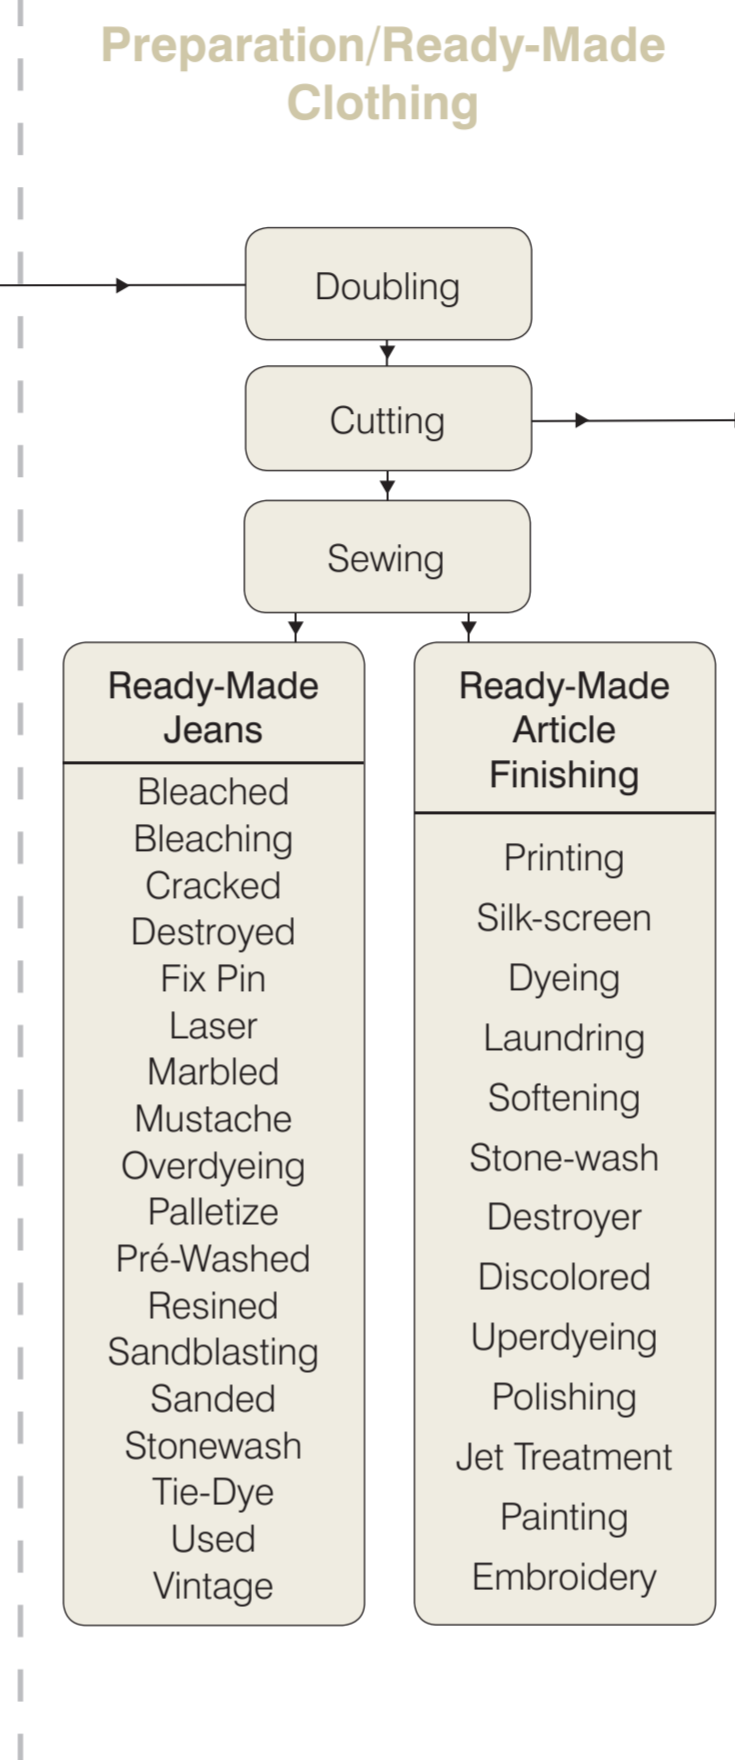 Preparation/Ready-Made
Clothing
Doubling
Cutting
Sewing
Ready-Made
Jeans
Bleached
Bleaching
Cracked
Destroyed
Fix Pin
Laser
Marbled
Mustache
Overdyeing
Palletize
Pré-Washed
Resined
Sandblasting
Sanded
Stonewash
Tie-Dye
Used
Vintage
Ready-Made
Article
Finishing
Printing
Silk-screen
Dyeing
Laundring
Softening
Stone-wash
Destroyer
Discolored
Uperdyeing
Polishing
Jet Treatment
Painting
Embroidery